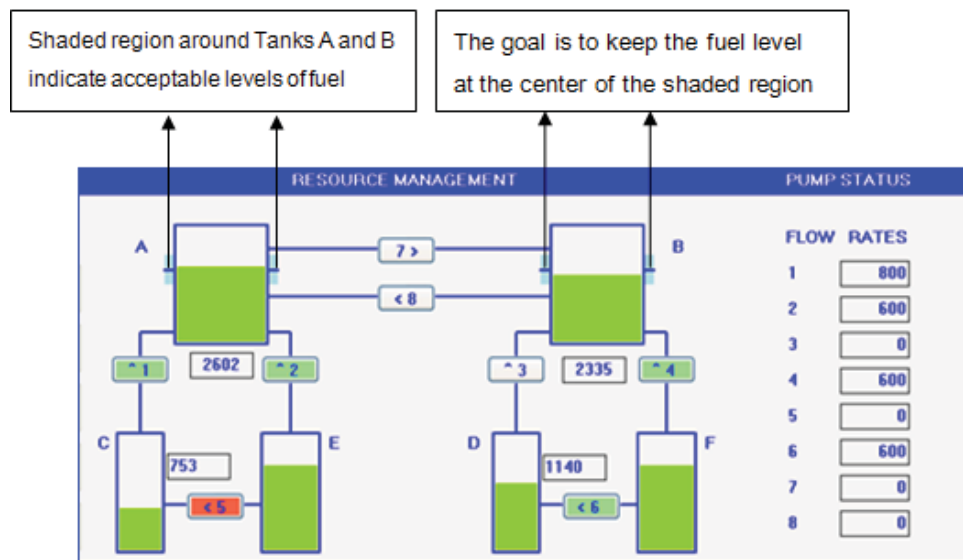 Shaded region around Tanks A and B
indicate acceptable levels of fuel
The goal is to keep the fuel level
at the center of the shaded region
RESOURCE MANAGEMENT
PUMP STATUS
A
7 >
B
< 8
FLOW RATES
1 800
2 600
3 0
4 600
5 0
6 600
7 0
8 0
^ 1
2602
^ 2
^ 3
2335
^ 4
C
753
E
D
1140
F
< 5
< 6